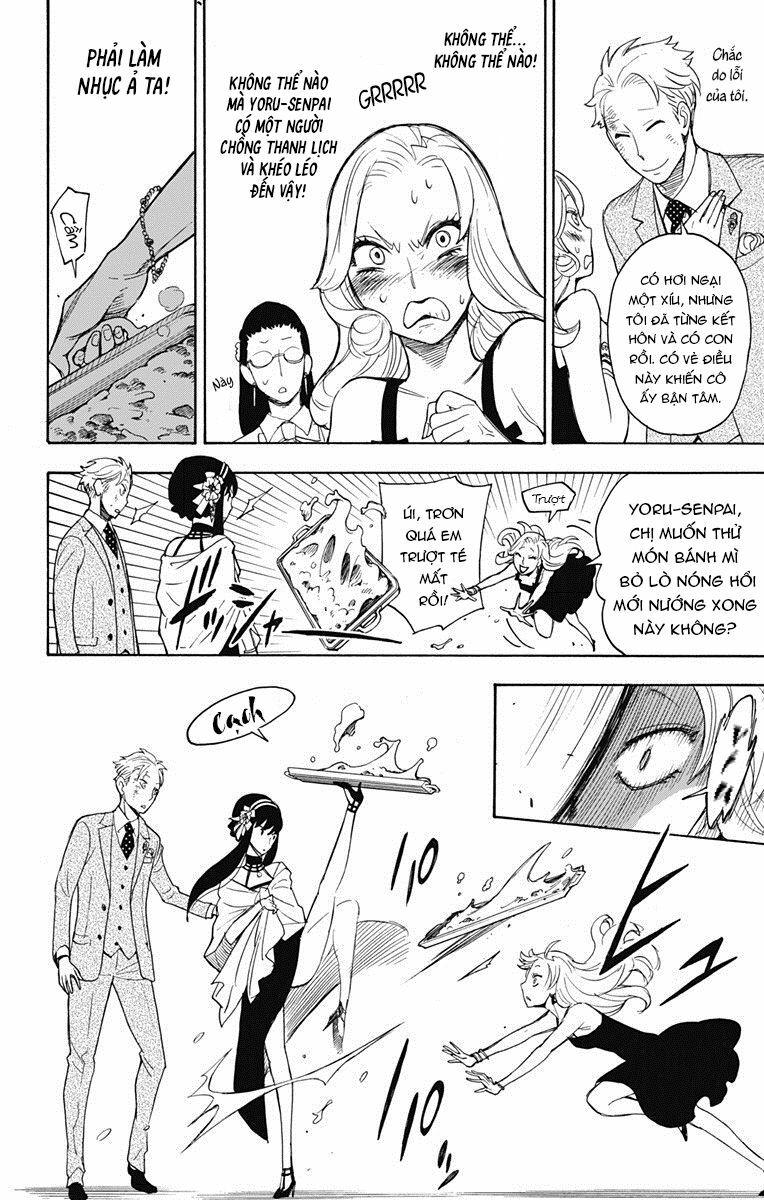 Chắc
do lỗi
của tôi.
CÓ HƠI NGẠI
MỘT XÍU, NHƯNG
TÔI ĐÃ TỪNG KẾT
HÔN VÀ CÓ CON
RỒI. CÓ VẺ ĐIỀU
NÀY KHIẾN CÔ
ẤY BẬN TÂM.
KHÔNG THỂ...
KHÔNG THỂ NÀO!
GRRRRR
KHÔNG THỂ NÀO
MÀ YORU-SENPAI
CÓ MỘT NGƯỜI
CHỒNG THANH LỊCH
VÀ KHÉO LÉO
ĐẾN VẬY!
Này
PHẢI LÀM
NHỤC Ả TA!
Cầm
YORU-SENPAI,
CHỊ MUỐN THỬ
MÓN BÁNH MÌ
BỎ LÒ NÓNG HỔI
MỚI NƯỚNG XONG
NÀY KHÔNG?
Trượt
ÚI, TRƠN
QUÁ EM
TRƯỢT TÉ
MẤT
RỒI!
Cạch